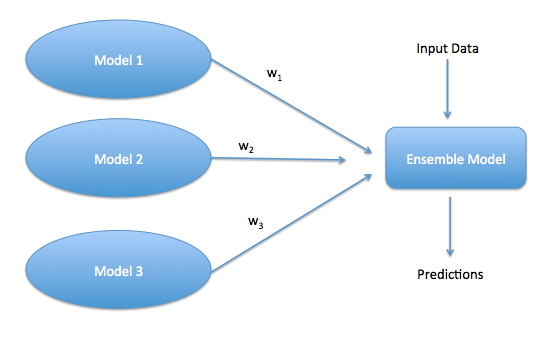 Model 1
w1
Input Data
Model 2
w2
Ensemble Model
w3
Model 3
Predictions